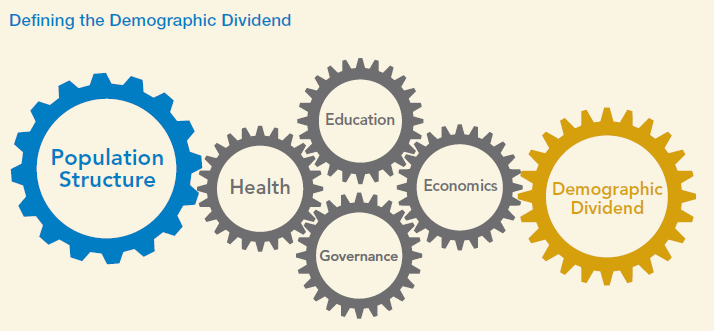 Defining the Demographic Dividend
Population
Structure
Health
Education
Governance
Economics
Demographic
Dividend